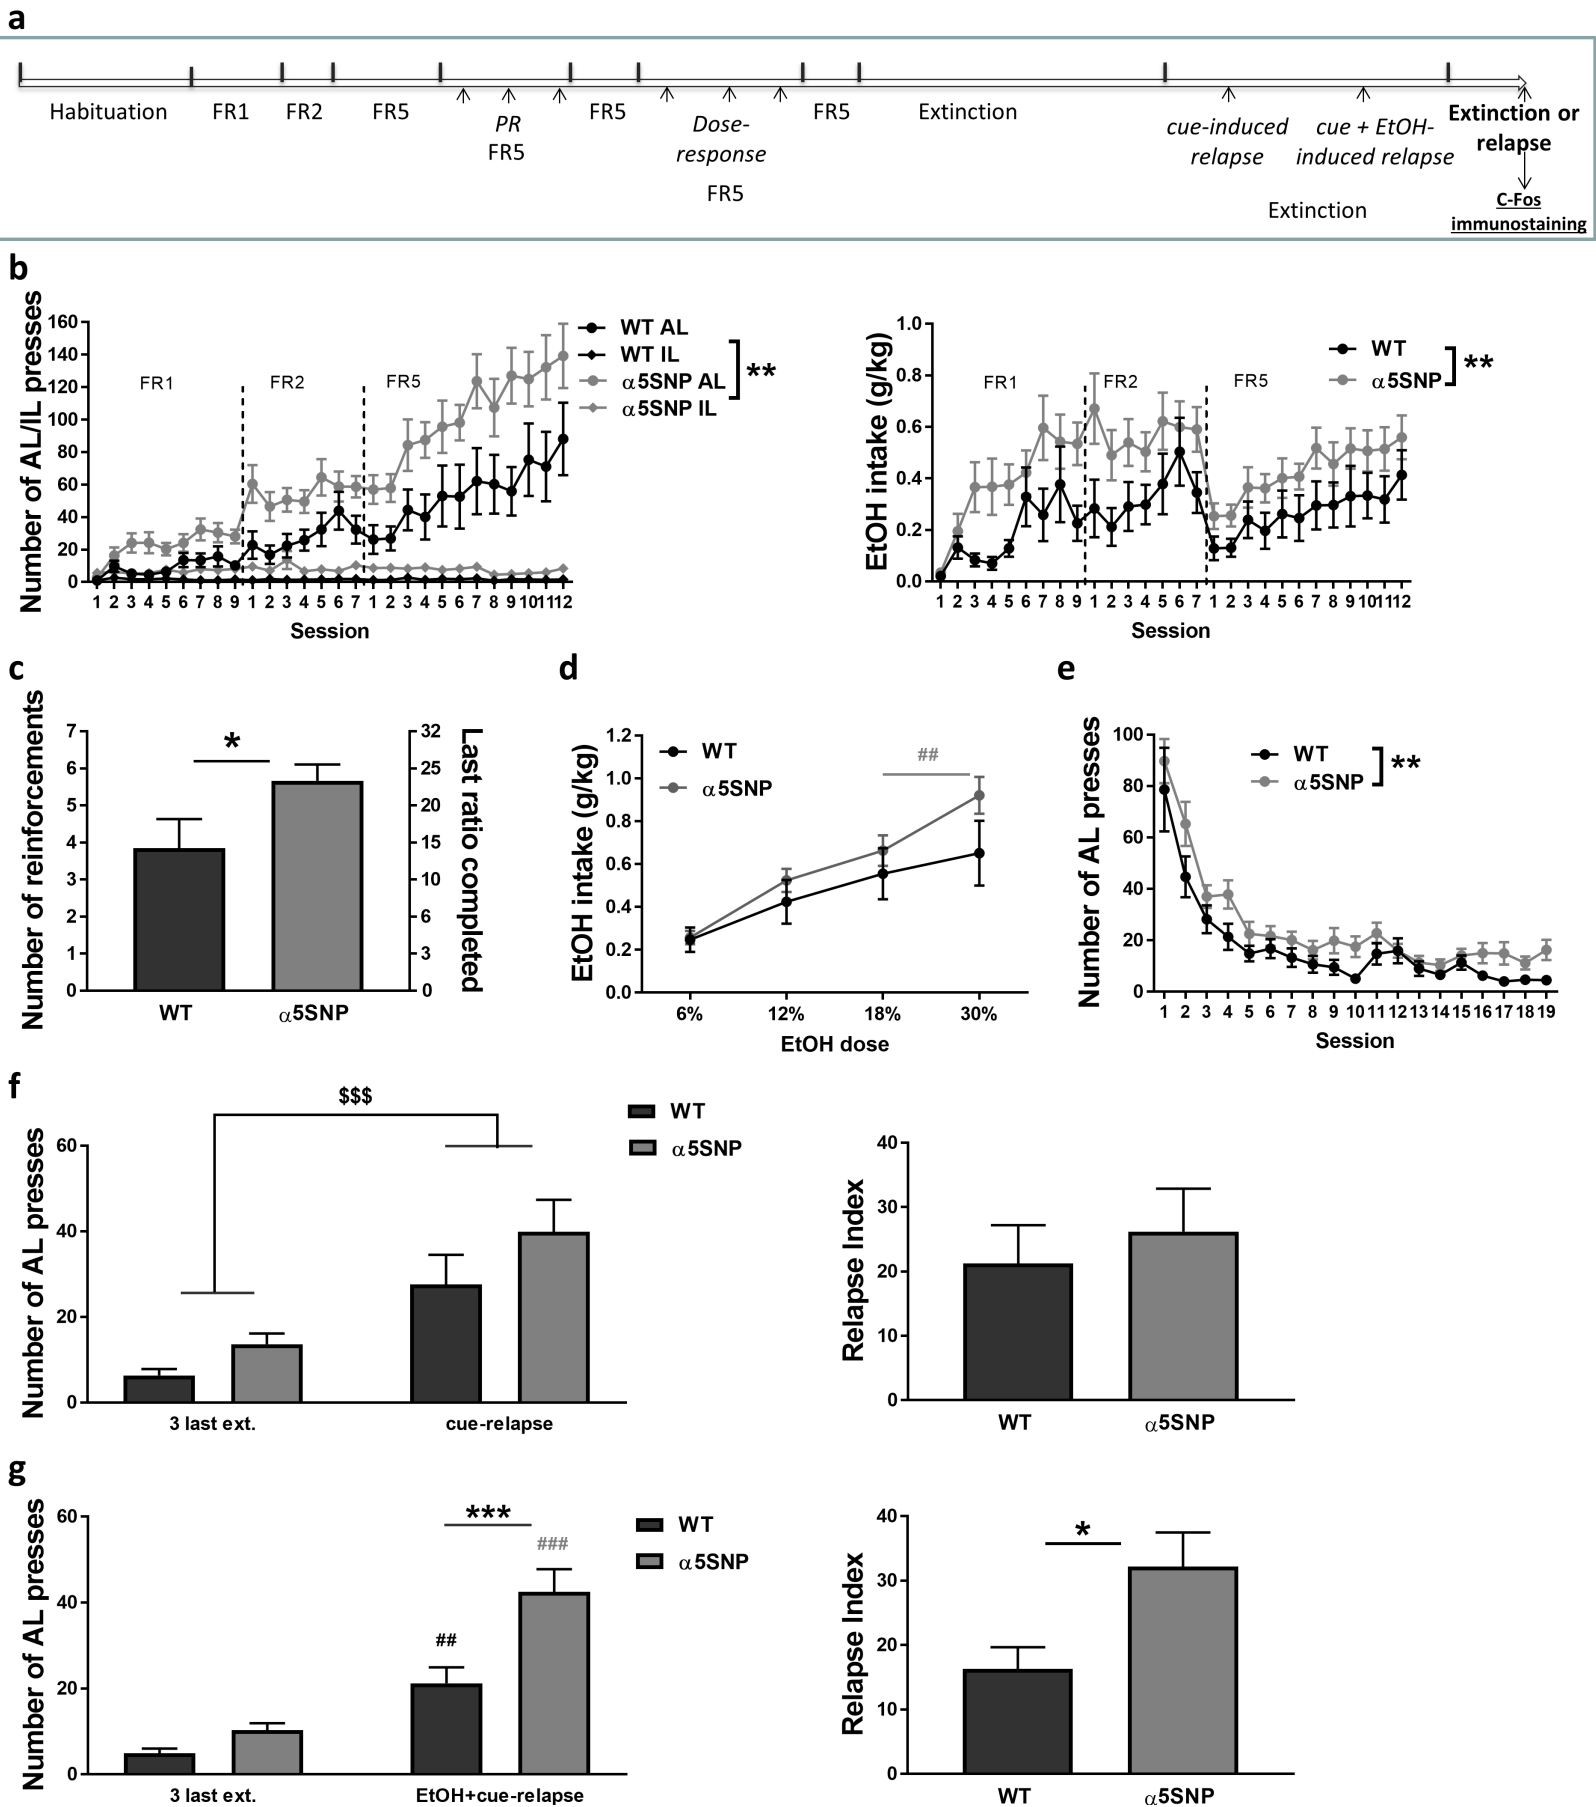 a
Habituation FR1 FR2 FR5 PR FR5 Dose- FR5 Extinction cue-induced cue + EtOH- Extinction or
FR5 response relapse induced relapse relapse
FR5 Extinction C-Fos
immunostaining
b
Number of AL/IL presses
160
140
120
100
80
60
40
20
0
FR1 FR2 FR5
1 2 3 4 5 6 7 8 9 1 2 3 4 5 6 7 1 2 3 4 5 6 7 8 9 10 11 12
Session
WT AL
WT IL
α5SNP AL
α5SNP IL
**
EtOH intake (g/kg)
1.0
0.8
0.6
0.4
0.2
0.0
FR1 FR2 FR5
1 2 3 4 5 6 7 8 9 1 2 3 4 5 6 7 1 2 3 4 5 6 7 8 9 10 11 12
Session
WT
α5SNP
**
c
Number of reinforcements
7
6
5
4
3
2
1
0
*
WT α5SNP
32
25
20
15
10
6
3
0
Last ratio completed
d
EtOH intake (g/kg)
1.2
1.0
0.8
0.6
0.4
0.2
0.0
WT
α5SNP
##
6% 12% 18% 30%
EtOH dose
e
Number of AL presses
100
80
60
40
20
0
WT
α5SNP
**
1 2 3 4 5 6 7 8 9 10 11 12 13 14 15 16 17 18 19
Session
f
Number of AL presses
60
40
20
0
$$$
WT
α5SNP
3 last ext. cue-relapse
Relapse Index
40
30
20
10
0
WT α5SNP
g
Number of AL presses
60
40
20
0
***
###
##
WT
α5SNP
3 last ext. EtOH+cue-relapse
Relapse Index
40
30
20
10
0
*
WT α5SNP